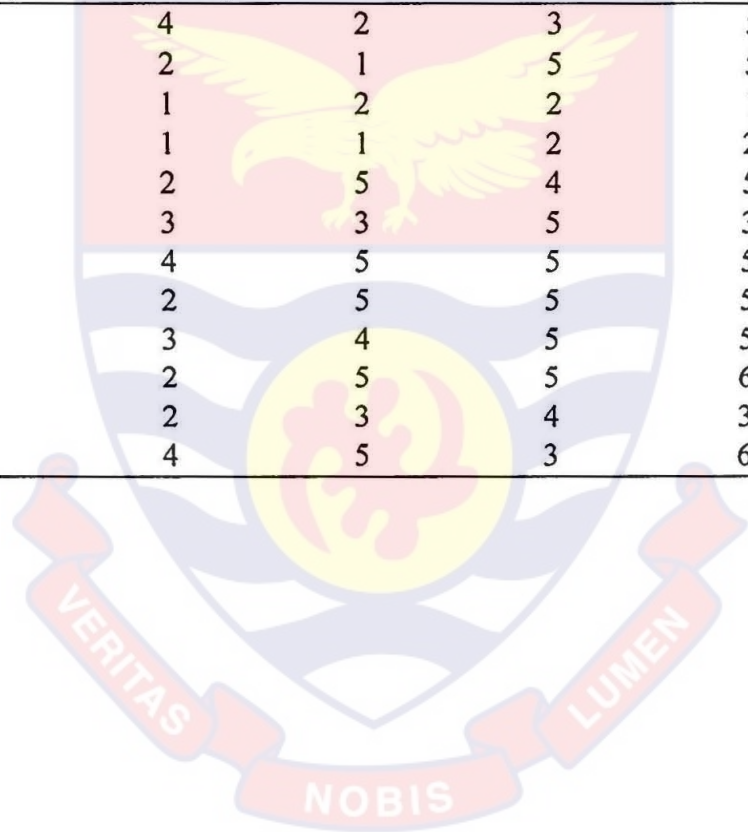 4 2 3
2 1 5
1 2 2
1 1 2
2 5 4 5
3 3 5 3
4 5 5 5
2 5 5 5
3 4 5 5
2 5 5 6
2 3 4 3
4 5 3 6
VERITAS
NOBIS
LUMEN